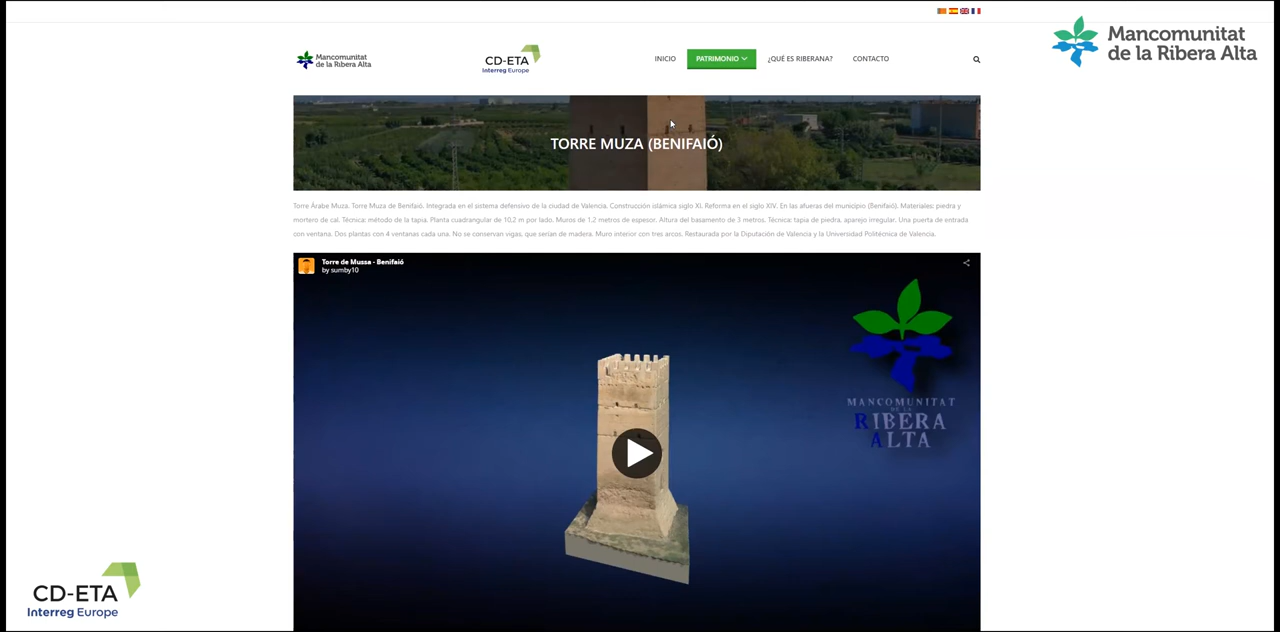 Mancomunitat
de la Ribera Alta
Mancomunitat
de la Ribera Alta
CD-ETA
Interreg Europe
INICIO
PATRIMONIO
¿QUÉ ES RIBERANA?
CONTACTO
TORRE MUZA (BENIFAIÓ)
Torre Árabe Muza. Torre Muza de Benifaió. Integrada en el sistema defensivo de la ciudad de Valencia. Construcción islámica siglo XI. Reforma en el siglo XIV. En las afueras del municipio (Benifaió). Materiales: piedra y
mortero de cal. Técnica: método de la tapia. Planta cuadrangular de 10,2 m por lado. Muros de 1,2 metros de espesor. Altura del basamento de 3 metros. Técnica: tapia de piedra, aparejo irregular. Una puerta de entrada
con ventana. Dos plantas con 4 ventanas cada una. No se conservan vigas, que serían de madera. Muro interior con tres arcos. Restaurada por la Diputación de Valencia y la Universidad Politécnica de Valencia.
Torre de Mussa - Benifaió
by sumby10
MANCOMUNITAT
DE LA
RIBERA
ALTA
CD-ETA
Interreg Europe